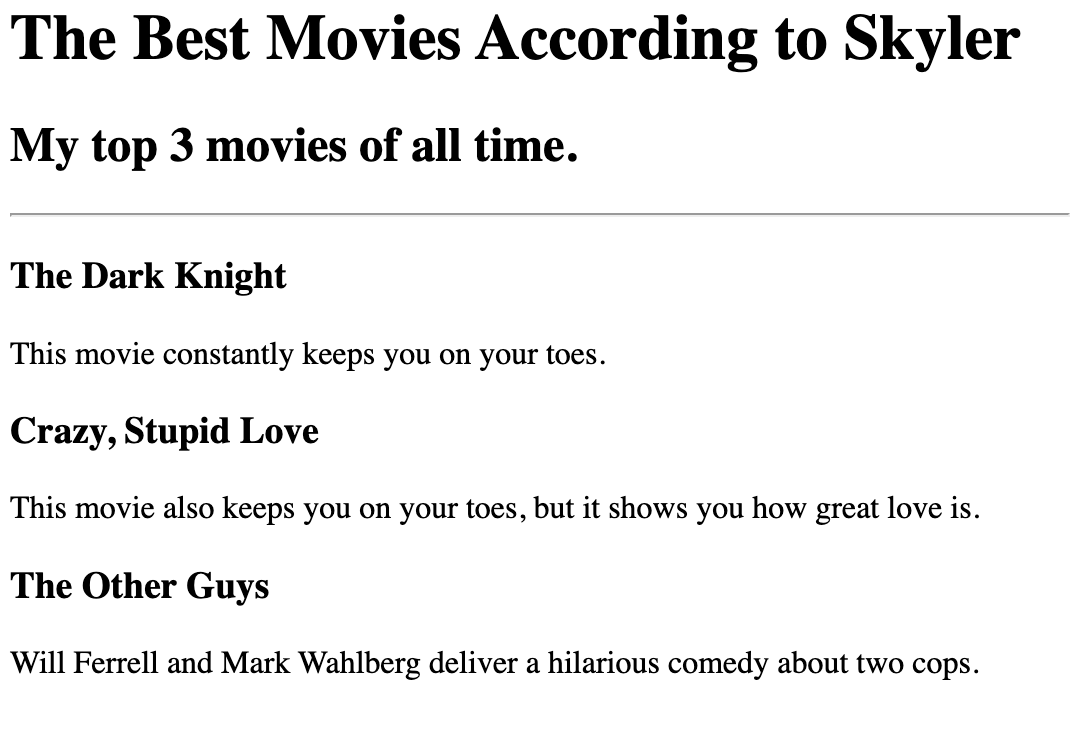 The Best Movies According to Skyler
My top 3 movies of all time.
The Dark Knight
This movie constantly keeps you on your toes.
Crazy, Stupid Love
This movie also keeps you on your toes, but it shows you how great love is.
The Other Guys
Will Ferrell and Mark Wahlberg deliver a hilarious comedy about two cops.